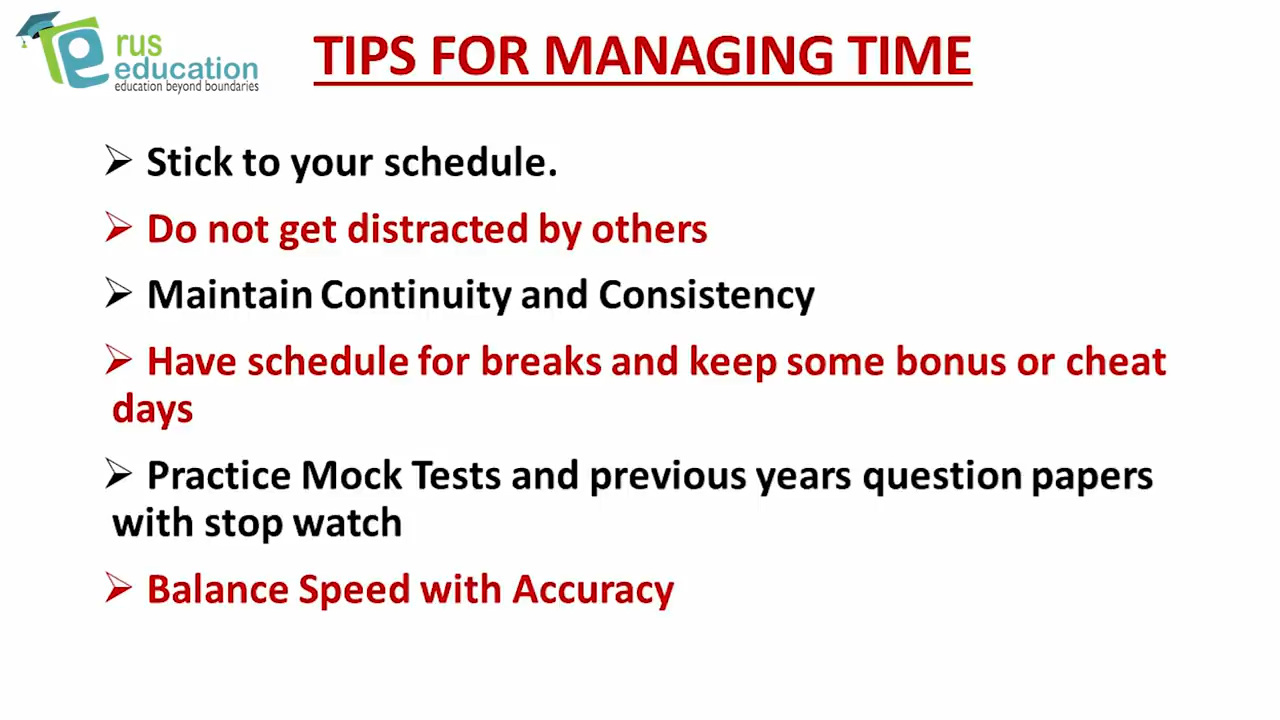 erus
education
education beyond boundaries
TIPS FOR MANAGING TIME
➢ Stick to your schedule.
➢ Do not get distracted by others
➢ Maintain Continuity and Consistency
➢ Have schedule for breaks and keep some bonus or cheat
days
➢ Practice Mock Tests and previous years question papers
with stop watch
➢ Balance Speed with Accuracy